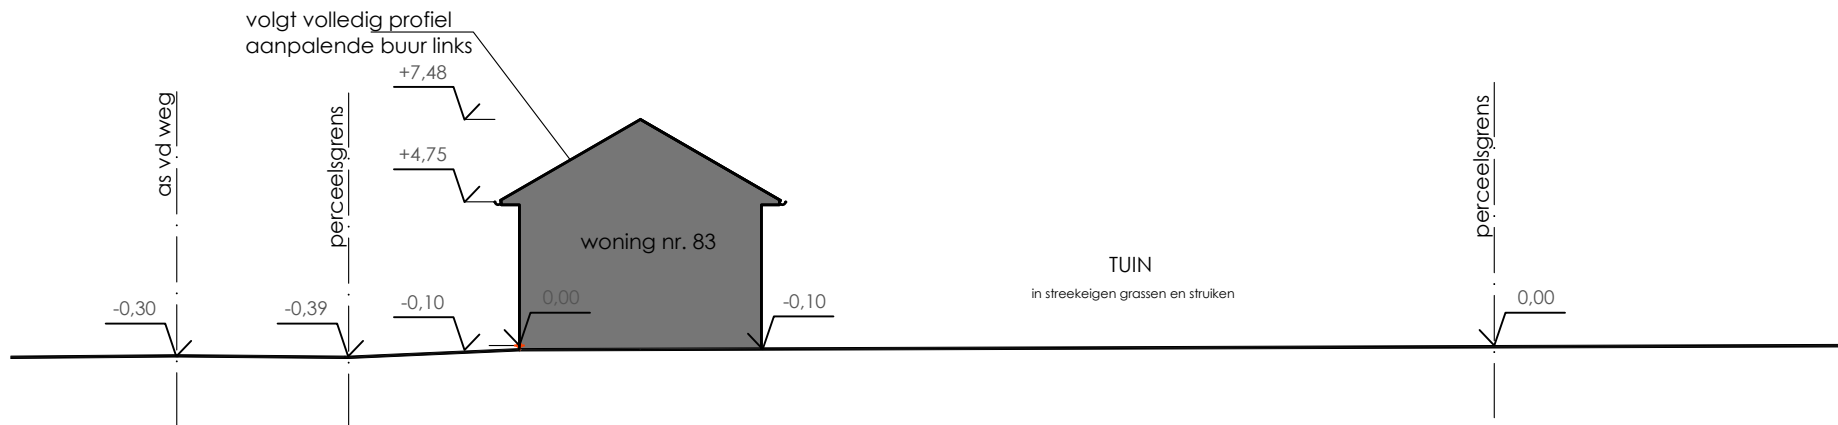 volgt volledig profiel
aanpalende buur links
+7,48
+4,75
as vd weg
perceelsgrens
perceelsgrens
woning nr. 83
TUIN
in streekeigen grassen en struiken
-0,30
-0,39
-0,10
0,00
-0,10
0,00